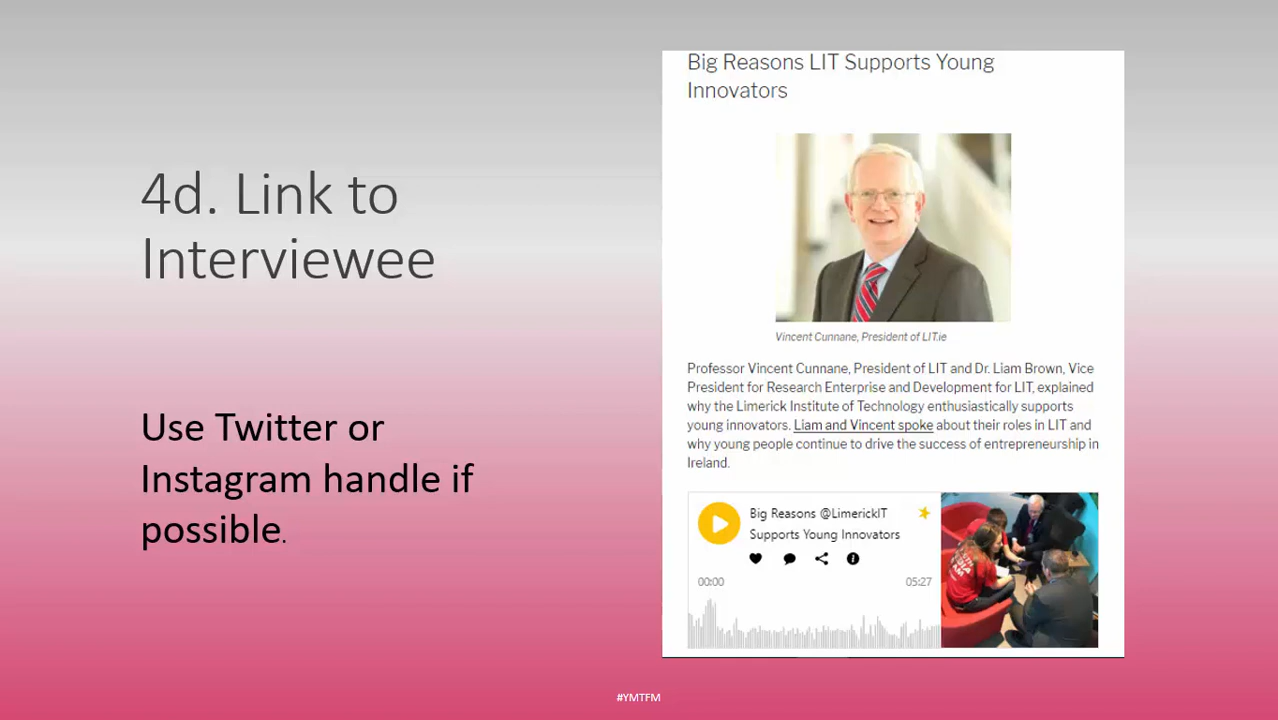 4d. Link to
Interviewee
Use Twitter or
Instagram handle if
possible.
Big Reasons LIT Supports Young
Innovators
Vincent Cunnane, President of LIT.ie
Professor Vincent Cunnane, President of LIT and Dr. Liam Brown, Vice
President for Research Enterprise and Development for LIT, explained
why the Limerick Institute of Technology enthusiastically supports
young innovators. Liam and Vincent spoke about their roles in LIT and
why young people continue to drive the success of entrepreneurship in
Ireland.
Big Reasons @LimerickIT
Supports Young Innovators
00:00 05:27
#YMTFM